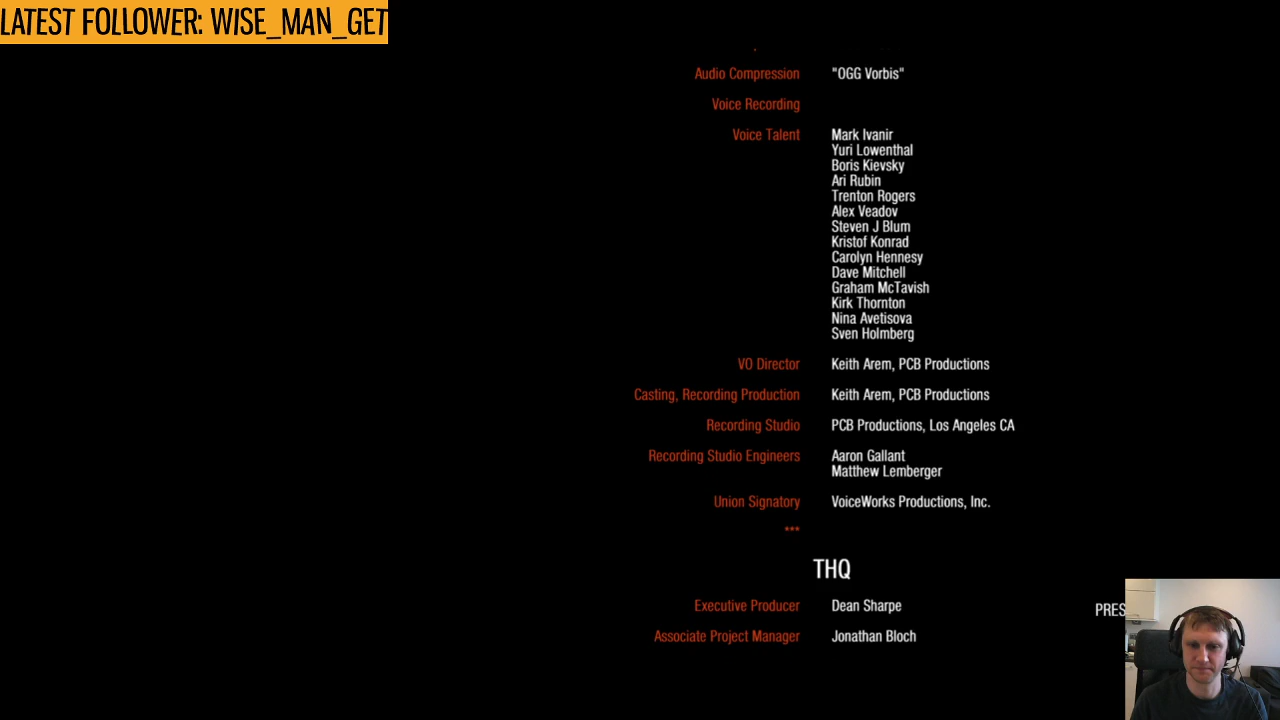 LATEST FOLLOWER: WISE_MAN_GET
Audio Compression "OGG Vorbis"
Voice Recording
Voice Talent Mark Ivanir
Yuri Lowenthal
Boris Kievsky
Ari Rubin
Trenton Rogers
Alex Veadov
Steven J Blum
Kristof Konrad
Carolyn Hennesy
Dave Mitchell
Graham McTavish
Kirk Thornton
Nina Avetisova
Sven Holmberg
VO Director Keith Arem, PCB Productions
Casting, Recording Production Keith Arem, PCB Productions
Recording Studio PCB Productions, Los Angeles CA
Recording Studio Engineers Aaron Gallant
Matthew Lemberger
Union Signatory VoiceWorks Productions, Inc.
***
THQ
Executive Producer Dean Sharpe
PRES
Associate Project Manager Jonathan Bloch